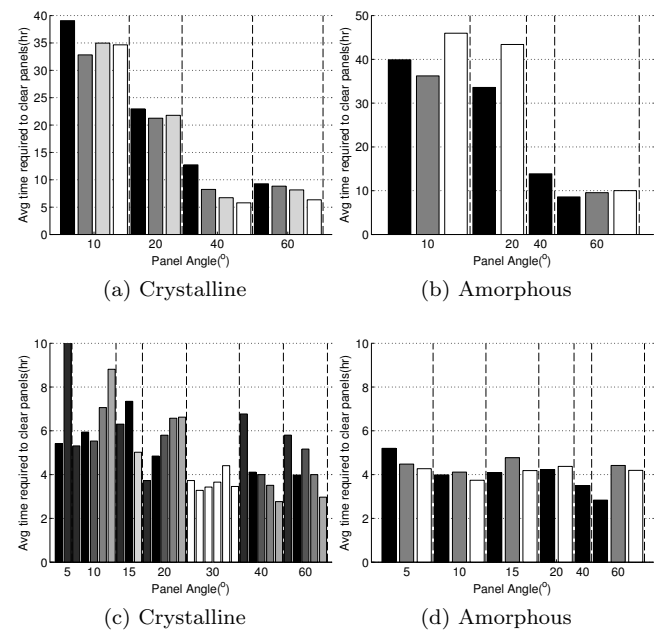 Avg time required to clear panels(hr)
40
35
30
25
20
15
10
5
0
10 20 40 60
Panel Angle(°)
(a) Crystalline
Avg time required to clear panels(hr)
50
40
30
20
10
0
10 20 40 60
Panel Angle(°)
(b) Amorphous
Avg time required to clear panels(hr)
10
8
6
4
2
0
5 10 15 20 30 40 60
Panel Angle(°)
(c) Crystalline
Avg time required to clear panels(hr)
10
8
6
4
2
0
5 10 15 20 40 60
Panel Angle(°)
(d) Amorphous